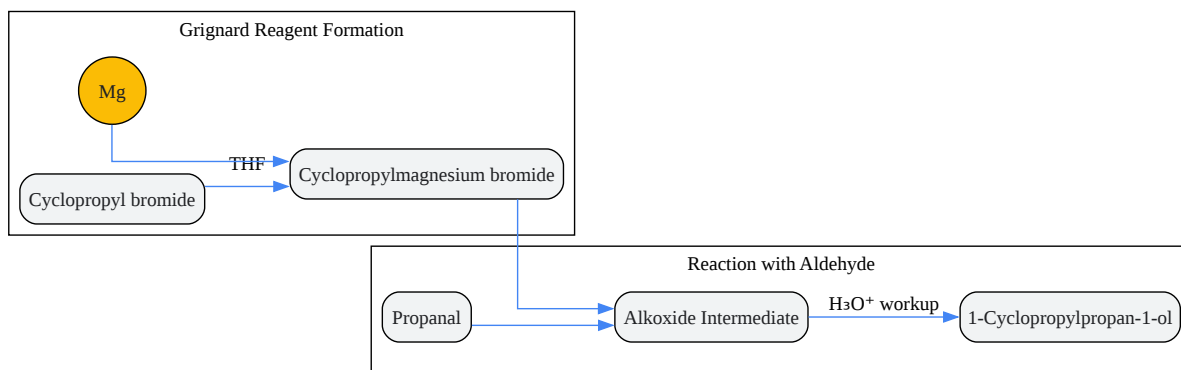 Grignard Reagent Formation
Mg
THF
Cyclopropyl bromide
Cyclopropylmagnesium bromide
Reaction with Aldehyde
Propanal
Alkoxide Intermediate
H₃O⁺ workup
1-Cyclopropylpropan-1-ol